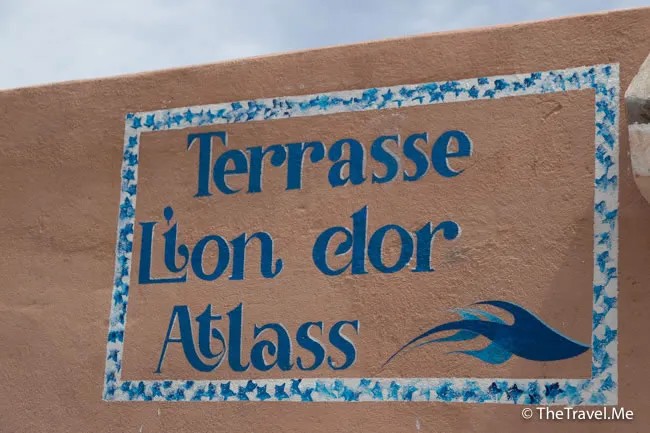 Terrasse
Lion dor
Atlass
© TheTravel.Me